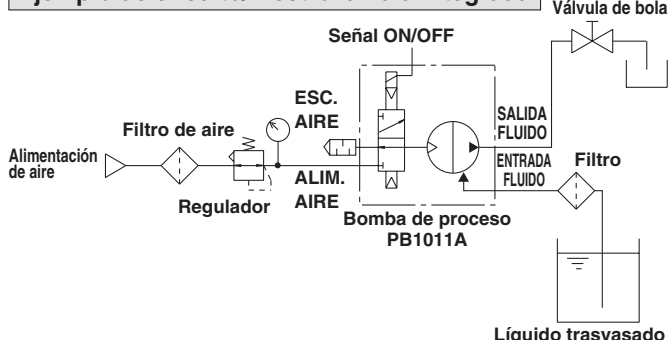 Válvula de bola
Señal ON/OFF
ESC.
AIRE
SALIDA
FLUIDO
Filtro de aire
Alimentación
de aire
ENTRADA
FLUIDO
Filtro
ALIM.
AIRE
Regulador
Bomba de proceso
PB1011A
Líquido trasvasado